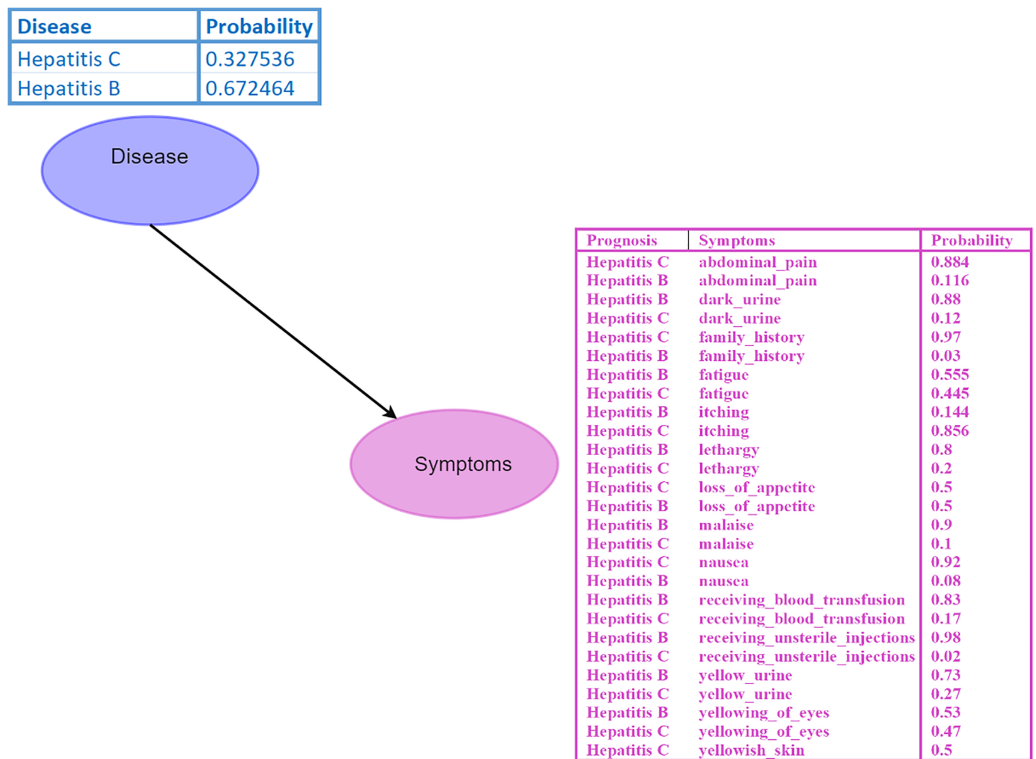 Disease Probability
Hepatitis C 0.327536
Hepatitis B 0.672464
Disease
Symptoms
Prognosis Symptoms Probability
Hepatitis C abdominal_pain 0.884
Hepatitis B abdominal_pain 0.116
Hepatitis B dark_urine 0.88
Hepatitis C dark_urine 0.12
Hepatitis C family_history 0.97
Hepatitis B family_history 0.03
Hepatitis B fatigue 0.555
Hepatitis C fatigue 0.445
Hepatitis B itching 0.144
Hepatitis C itching 0.856
Hepatitis B lethargy 0.8
Hepatitis C lethargy 0.2
Hepatitis C loss_of_appetite 0.5
Hepatitis B loss_of_appetite 0.5
Hepatitis B malaise 0.9
Hepatitis C malaise 0.1
Hepatitis C nausea 0.92
Hepatitis B nausea 0.08
Hepatitis B receiving_blood_transfusion 0.83
Hepatitis C receiving_blood_transfusion 0.17
Hepatitis B receiving_unsterile_injections 0.98
Hepatitis C receiving_unsterile_injections 0.02
Hepatitis B yellow_urine 0.73
Hepatitis C yellow_urine 0.27
Hepatitis B yellowing_of_eyes 0.53
Hepatitis C yellowing_of_eyes 0.47
Hepatitis C yellowish_skin 0.5